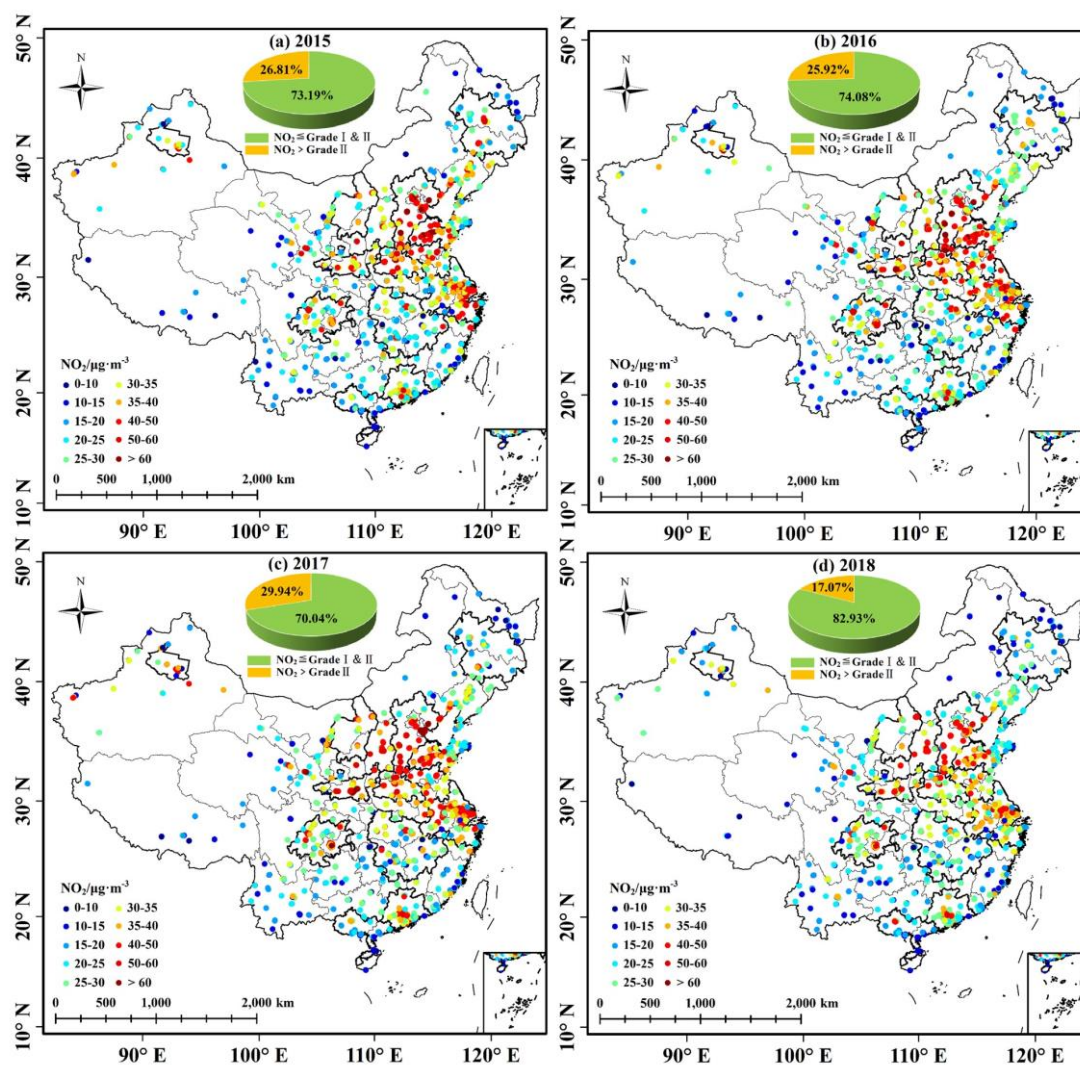 (a) 2015
N
26.81%
73.19%
NO₂≦Grade Ⅰ & Ⅱ
NO₂ > Grade Ⅱ
50° N
40° N
30° N
20° N
10° N
NO₂/μg·m⁻³
0-10 30-35
10-15 35-40
15-20 40-50
20-25 50-60
25-30 > 60
0 500 1,000 2,000 km
90° E 100° E 110° E 120° E
(b) 2016
N
25.92%
74.08%
NO₂≦Grade Ⅰ & Ⅱ
NO₂ > Grade Ⅱ
50° N
40° N
30° N
20° N
10° N
NO₂/μg·m⁻³
0-10 30-35
10-15 35-40
15-20 40-50
20-25 50-60
25-30 > 60
0 500 1,000 2,000 km
90° E 100° E 110° E 120° E
(c) 2017
N
29.94%
70.04%
NO₂≦Grade Ⅰ & Ⅱ
NO₂ > Grade Ⅱ
50° N
40° N
30° N
20° N
10° N
NO₂/μg·m⁻³
0-10 30-35
10-15 35-40
15-20 40-50
20-25 50-60
25-30 > 60
0 500 1,000 2,000 km
90° E 100° E 110° E 120° E
(d) 2018
N
17.07%
82.93%
NO₂≦Grade Ⅰ & Ⅱ
NO₂ > Grade Ⅱ
50° N
40° N
30° N
20° N
10° N
NO₂/μg·m⁻³
0-10 30-35
10-15 35-40
15-20 40-50
20-25 50-60
25-30 > 60
0 500 1,000 2,000 km
90° E 100° E 110° E 120° E